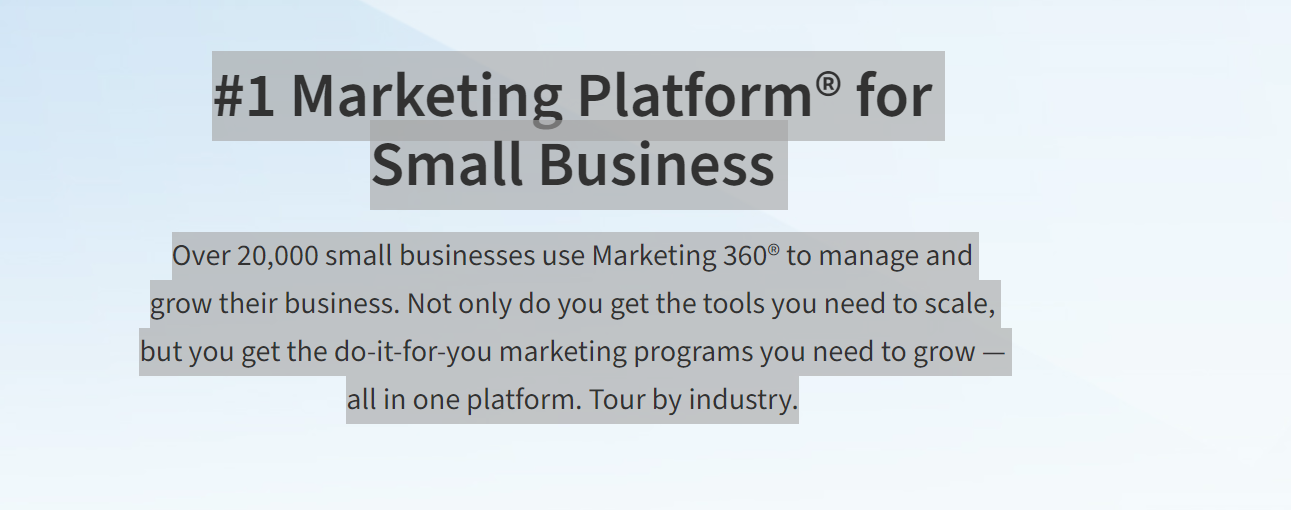 #1 Marketing Platform® for
Small Business
Over 20,000 small businesses use Marketing 360® to manage and
grow their business. Not only do you get the tools you need to scale,
but you get the do-it-for-you marketing programs you need to grow —
all in one platform. Tour by industry.